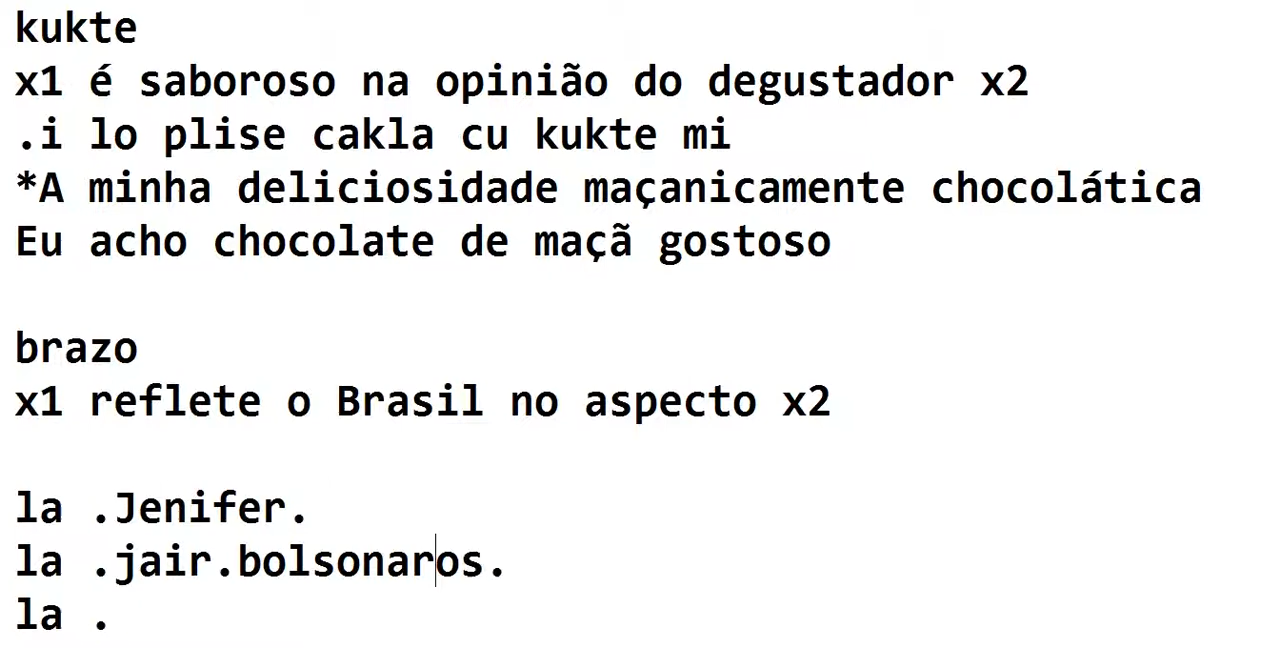 kukte
x1 é saboroso na opinião do degustador x2
.i lo plise cakla cu kukte mi
*A minha deliciosidade maçanicamente chocolática
Eu acho chocolate de maçã gostoso
brazo
x1 reflete o Brasil no aspecto x2
la .Jenifer.
la .jair.bolsonaros.
la .